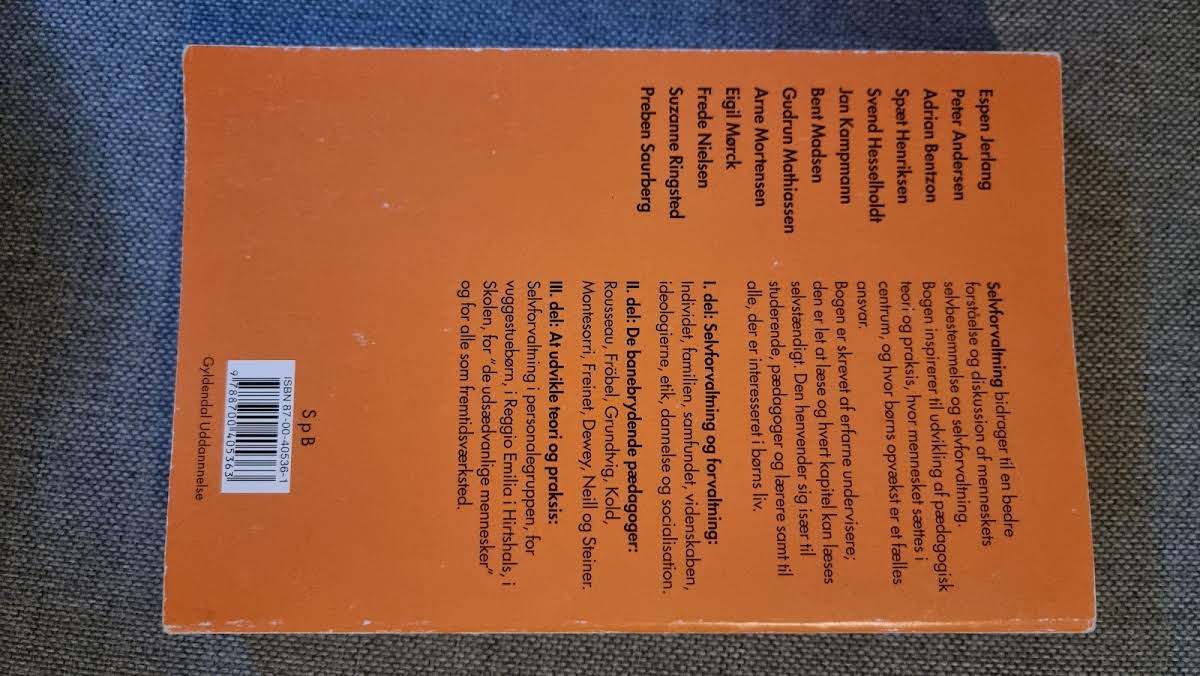 Espen Jerlang
Peter Andersen
Adrian Bentzon
Spæt Henriksen
Svend Hesselholdt
Jan Kampmann
Bent Madsen
Gudrun Mathiassen
Arne Mortensen
Eigil Mørck
Frede Nielsen
Suzanne Ringsted
Preben Saurberg
Selvforvaltning bidrager til en bedre
forståelse og diskussion af menneskets
selvbestemmelse og selvforvaltning.
Bogen inspirerer til udvikling af pædagogisk
teori og praksis, hvor mennesket sættes i
centrum, og hvor børns opvækst er et fælles
ansvar.
Bogen er skrevet af erfarne undervisere;
den er let at læse og hvert kapitel kan læses
selvstændigt. Den henvender sig især til
studerende, pædagoger og lærere samt til
alle, der er interesseret i børns liv.
I. del: Selvforvaltning og forvaltning:
Individet, familien, samfundet, videnskaben,
ideologierne, etik, dannelse og socialisation.
II. del: De banebrydende pædagoger:
Rousseau, Fröbel, Grundtvig, Kold,
Montesorri, Freinet, Dewey, Neill og Steiner.
III. del: At udvikle teori og praksis:
Selvforvaltning i personalegruppen, for
vuggestuebørn, i Reggio Emilia i Hirtshals, i
Skolen, for "de udsædvanlige mennesker"
og for alle som fremtidsværksted.
SpB
ISBN 87-00-40536-1
9 788700 405363
Gyldendal Uddannelse